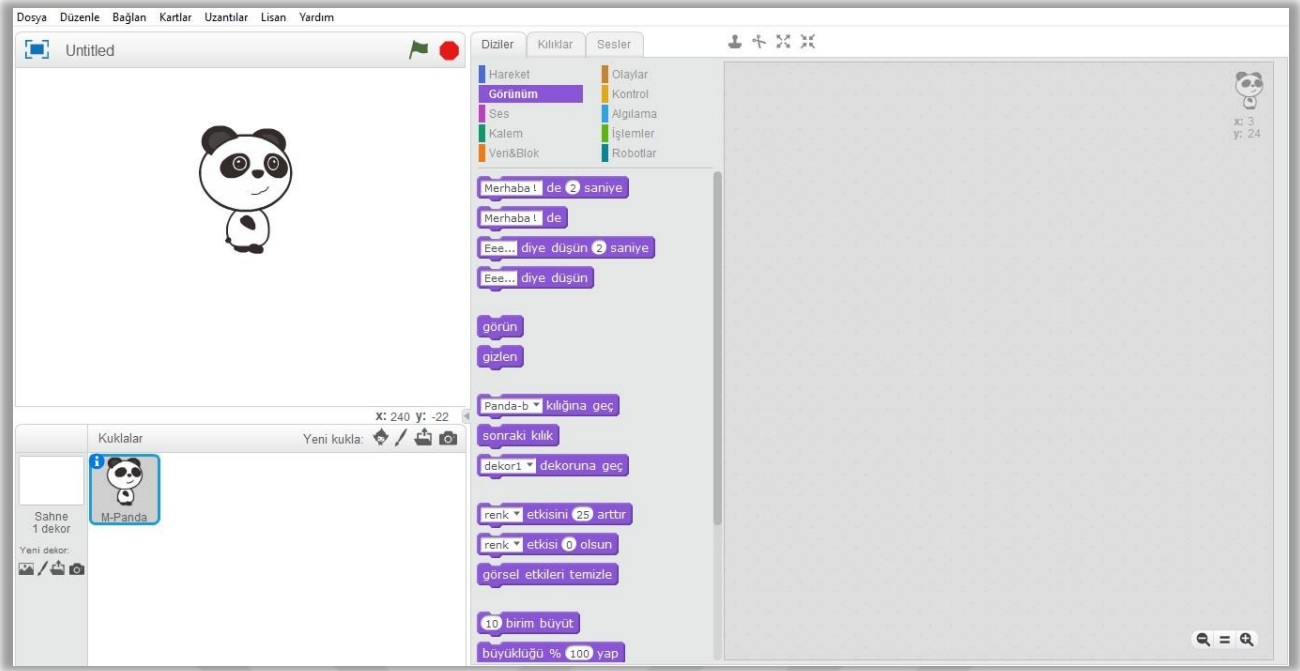 Dosya Düzenle Bağlan Kartlar Uzantılar Lisan Yardım
Untitled
x: 240 y: -22
Kuklalar Yeni kukla:
Sahne
1 dekor
Yeni dekor:
M-Panda
Diziler Kılıklar Sesler
Hareket Olaylar
Görünüm Kontrol
Ses Algılama
Kalem İşlemler
Veri&Blok Robotlar
Merhaba! de 2 saniye
Merhaba! de
Eee... diye düşün 2 saniye
Eee... diye düşün
görün
gizlen
Panda-b kılığına geç
sonraki kılık
dekor1 dekoruna geç
renk etkisini 25 arttır
renk etkisi 0 olsun
görsel etkileri temizle
10 birim büyüt
büyüklüğü % 100 yap
x: 3
y: 24